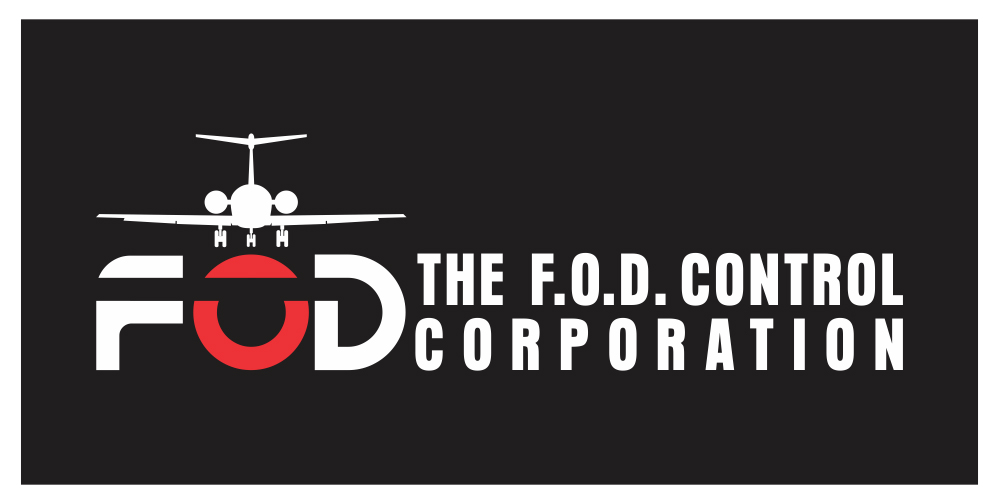 FOD
THE F.O.D. CONTROL
CORPORATION